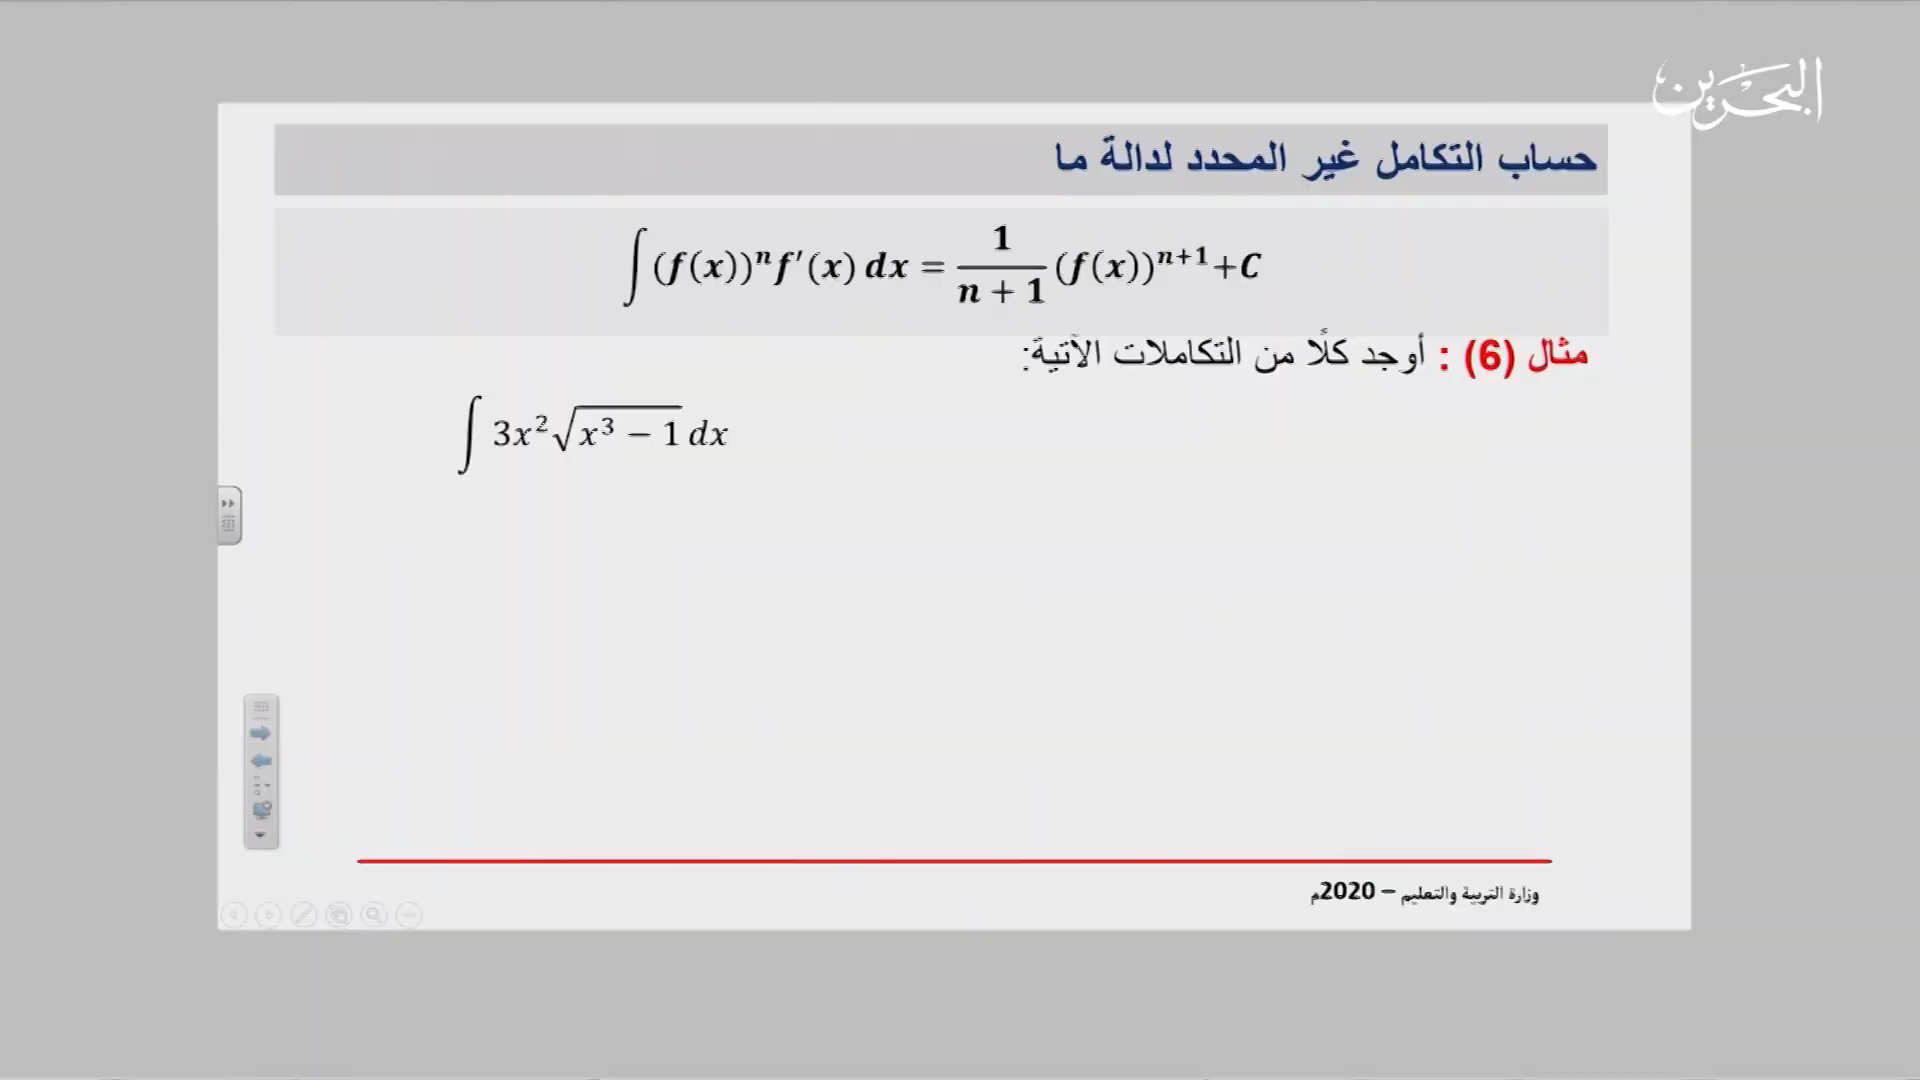 البحرين
حساب التكامل غير المحدد لدالة ما
∫(f(x))ⁿ f′(x) dx = 1/(n + 1) (f(x))ⁿ⁺¹+C
مثال (6) : أوجد كلًا من التكاملات الآتية:
∫ 3x²√(x³ − 1) dx
وزارة التربية والتعليم – 2020م